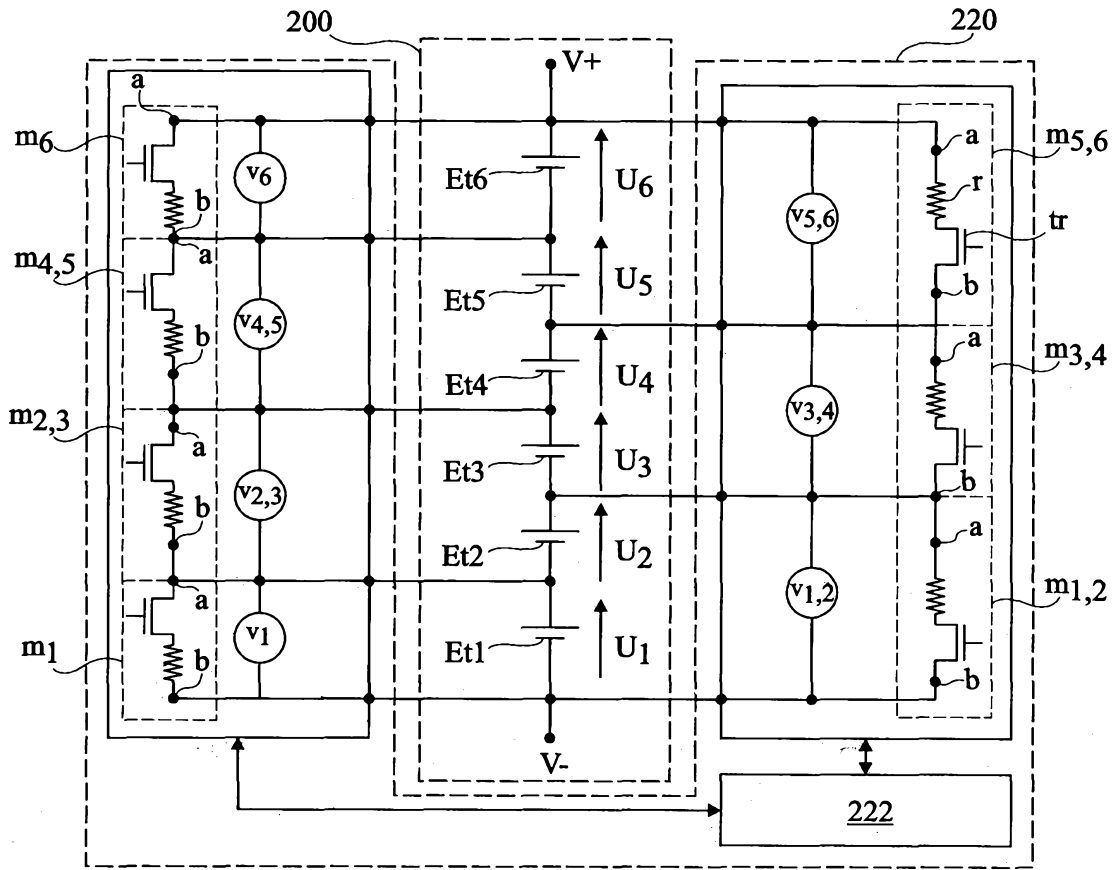 200
220
V+
a
m6
v6
b
a
Et6
U6
v5,6
a
m5,6
r
tr
b
m4,5
v4,5
b
Et5
U5
a
m3,4
Et4
U4
v3,4
b
m2,3
a
v2,3
b
Et3
U3
a
m1,2
Et2
U2
v1,2
b
m1
a
v1
b
Et1
U1
V-
222